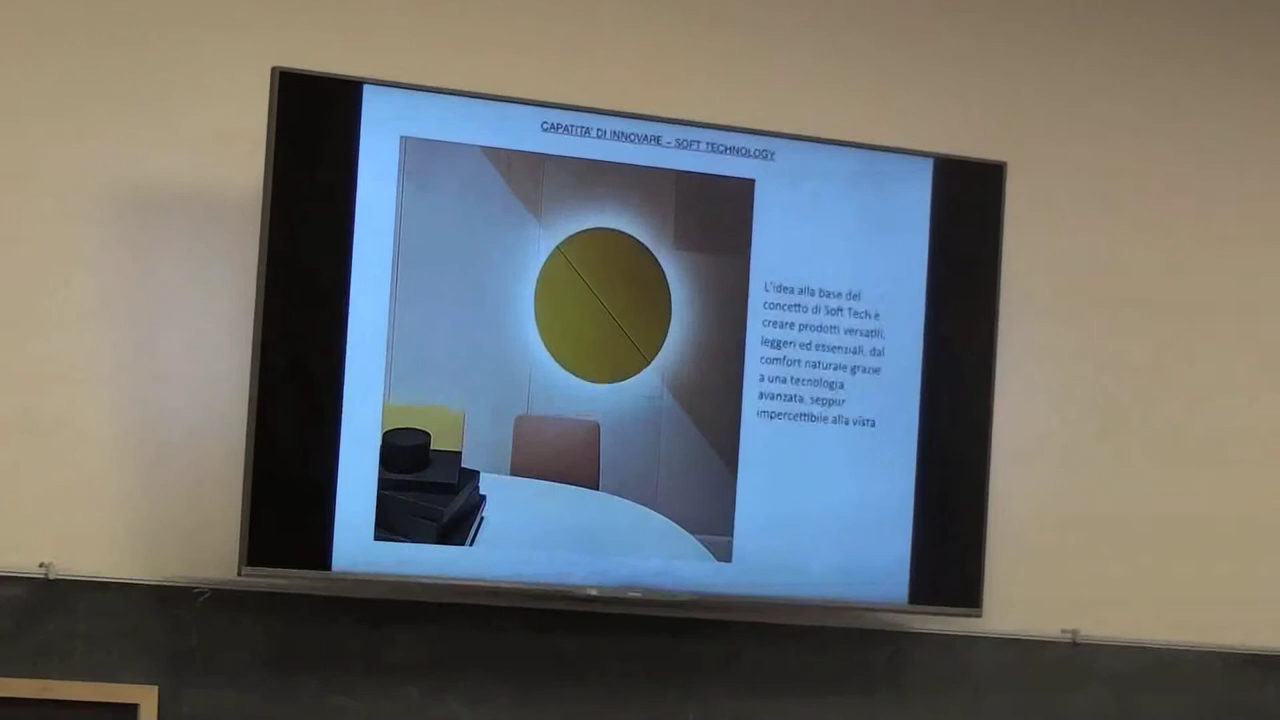 CAPATITA' DI INNOVARE – SOFT TECHNOLOGY
L'idea alla base del
concetto di Soft Tech è
creare prodotti versatili,
leggeri ed essenziali, dal
comfort naturale grazie
a una tecnologia
avanzata, seppur
impercettibile alla vista